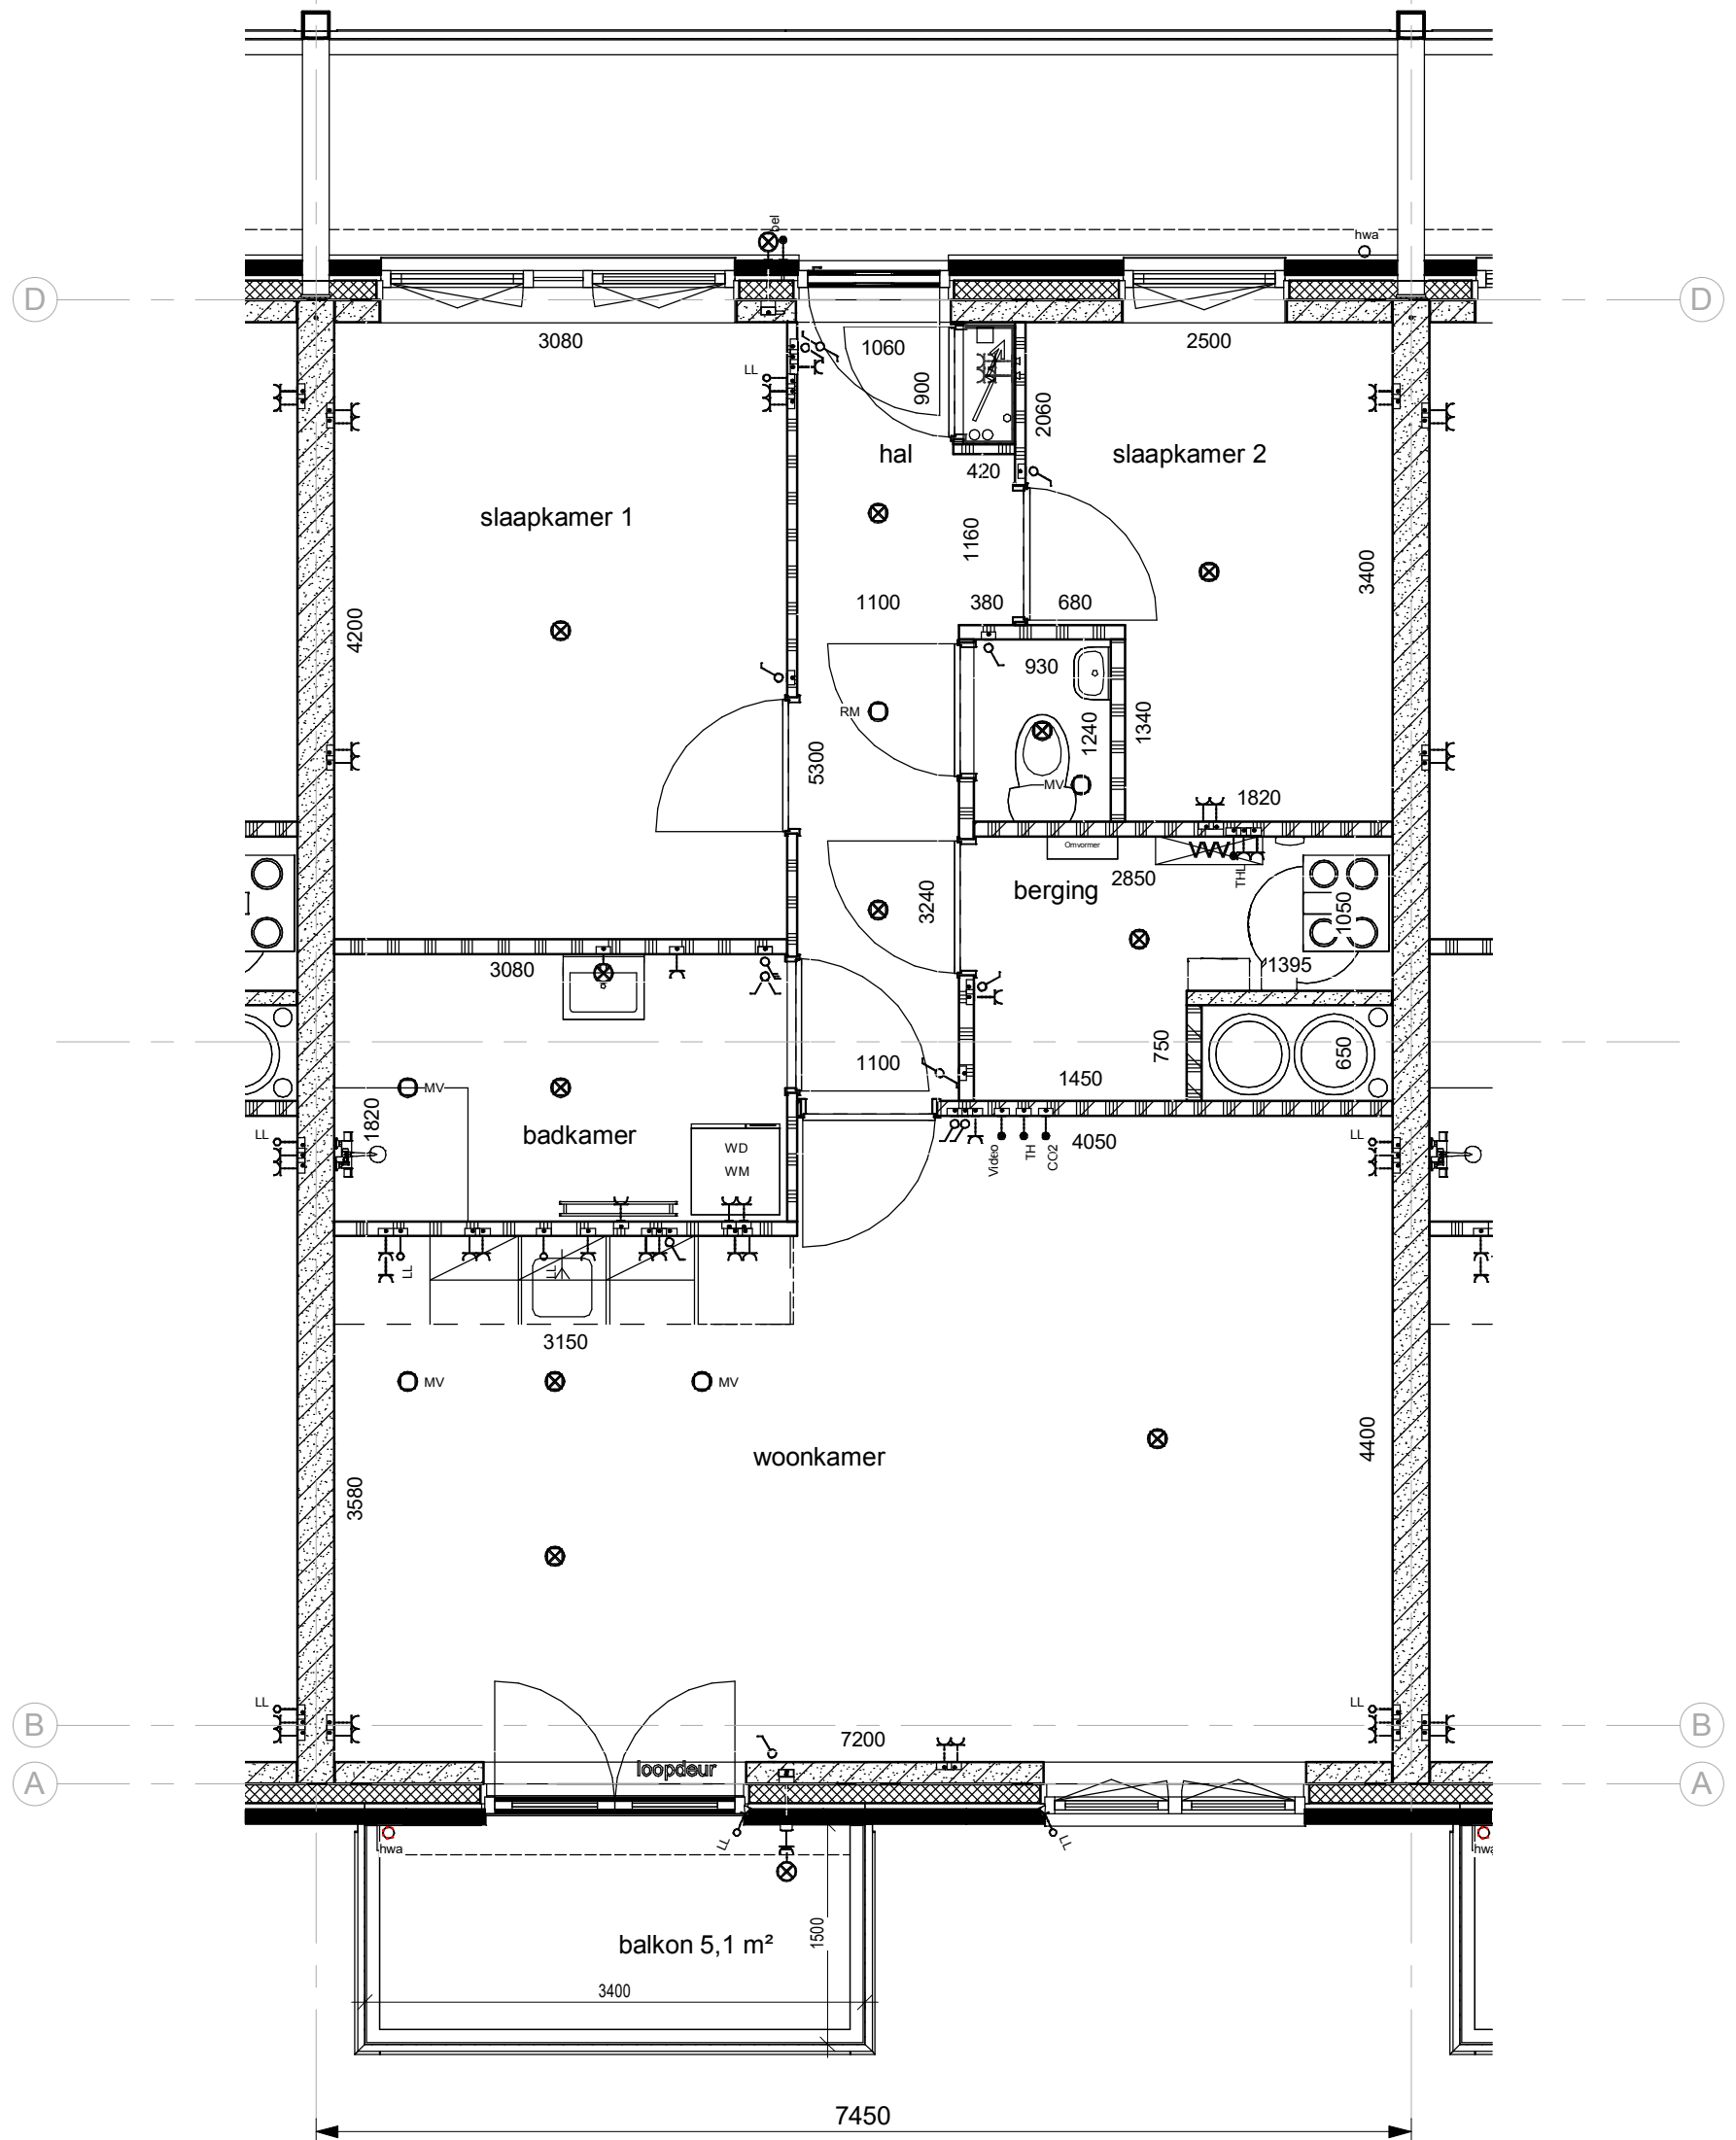 bel
hwa
D
D
3080
1060
2500
LL
900
2060
hal
slaapkamer 2
420
slaapkamer 1
1160
3400
4200
1100
380
680
930
RM
1240
1340
5300
MV
1820
Omvormer
VW
THL
berging
2850
1050
3240
3080
1395
750
650
1100
1450
MV
1820
LL
badkamer
WD
WM
Video
TH
CO2
4050
LL
LL
LL
3150
MV
MV
woonkamer
4400
3580
LL
LL
B
7200
B
loopdeur
A
A
LL
LL
hwa
hwa
balkon 5,1 m²
1500
3400
7450